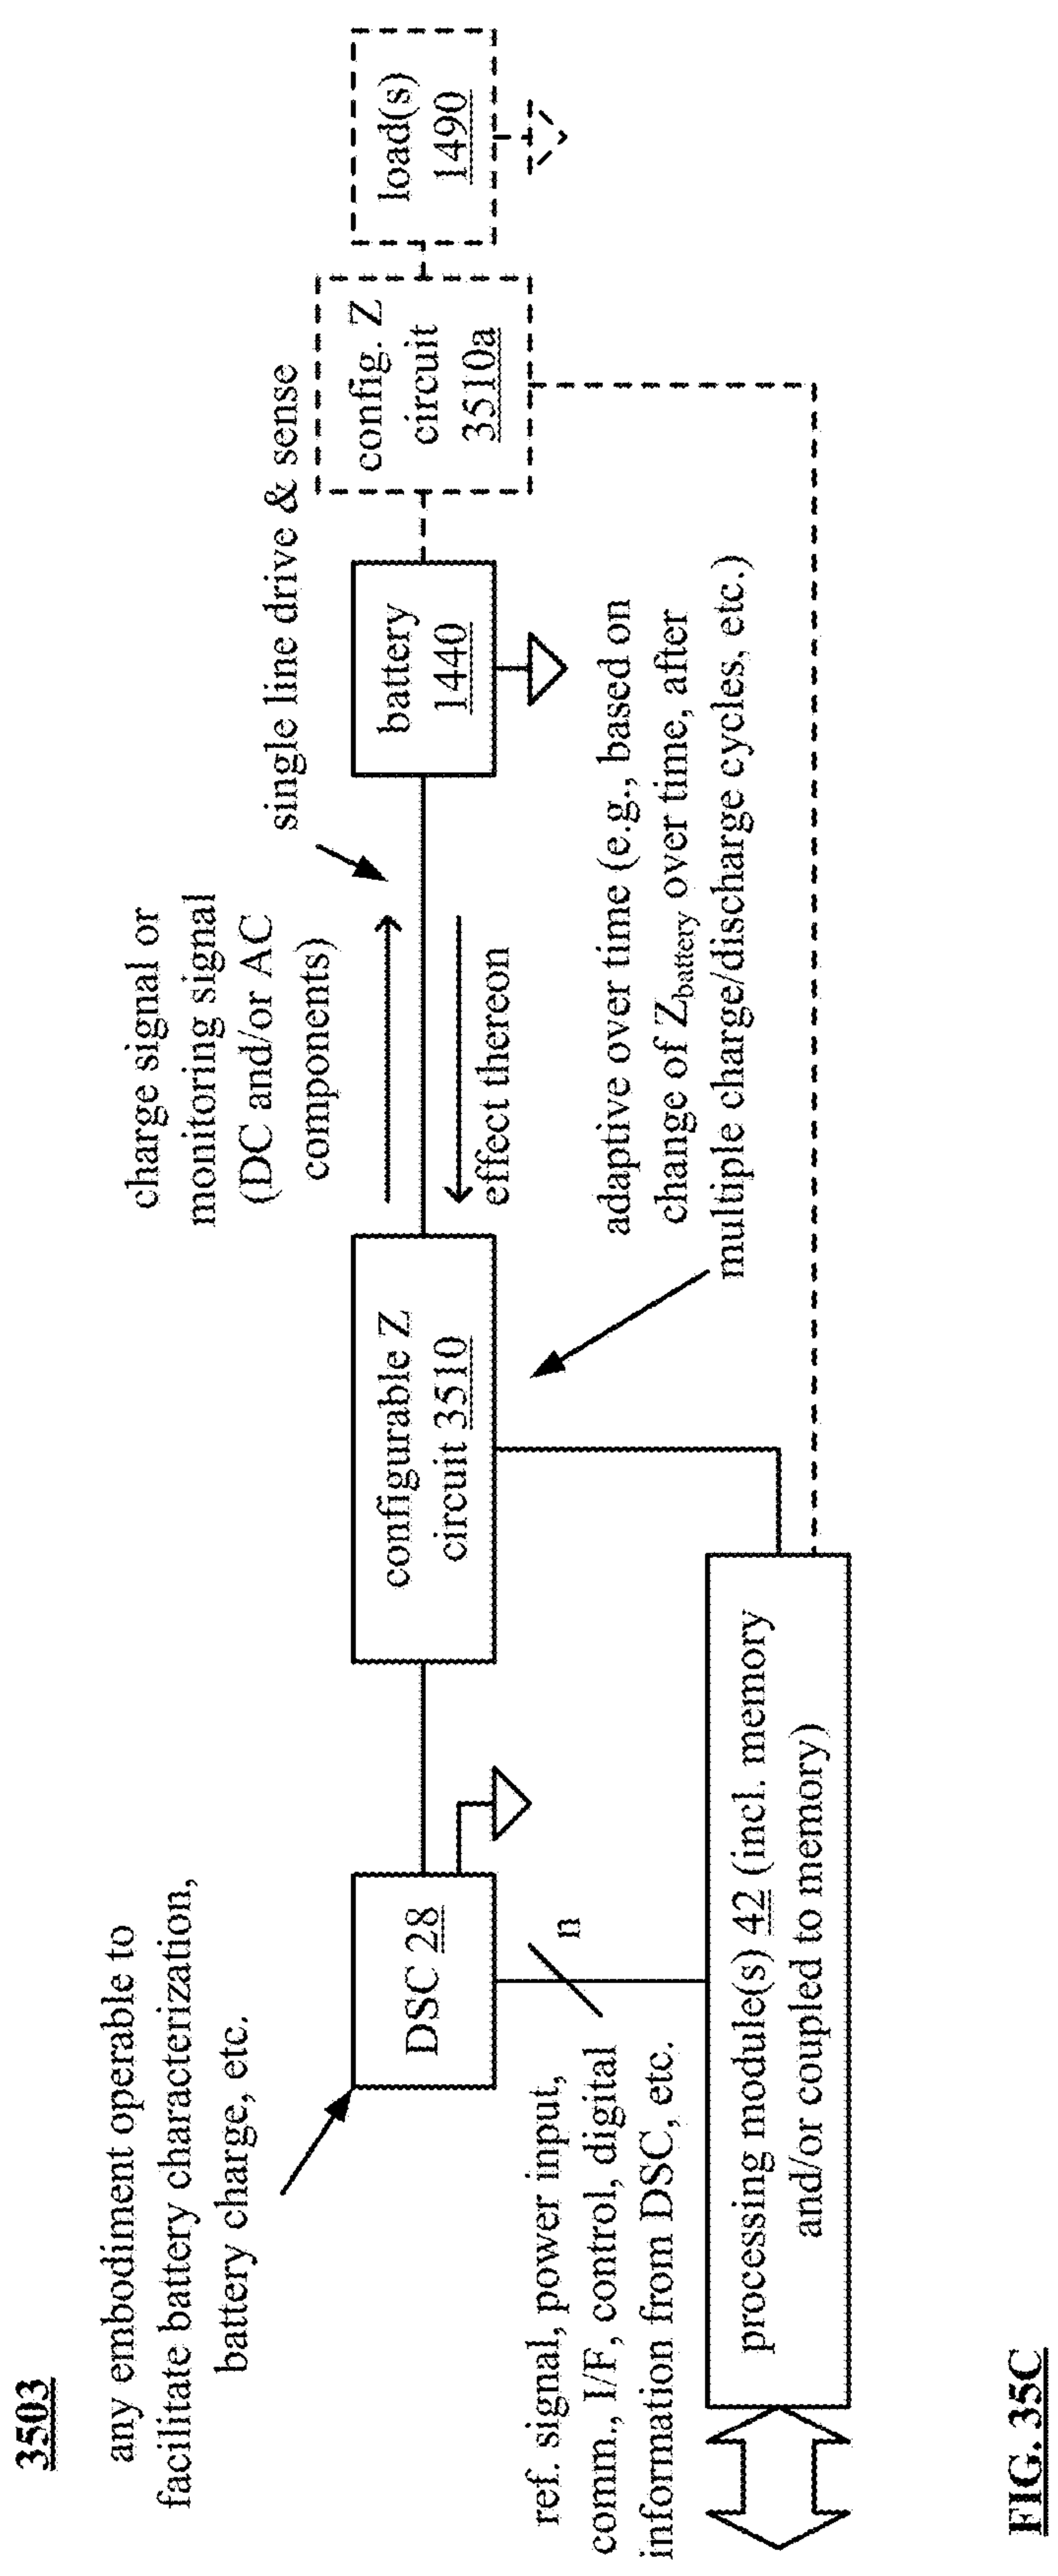 3503
any embodiment operable to
facilitate battery characterization,
battery charge, etc.
charge signal or
monitoring signal
(DC and/or AC
components)
single line drive & sense
DSC 28
configurable Z
circuit 3510
battery
1440
config. Z
circuit
3510a
load(s)
1490
effect thereon
n
ref. signal, power input,
comm., I/F, control, digital
information from DSC, etc.
adaptive over time (e.g., based on
change of Zbattery over time, after
multiple charge/discharge cycles, etc.)
processing module(s) 42 (incl. memory
and/or coupled to memory)
FIG. 35C